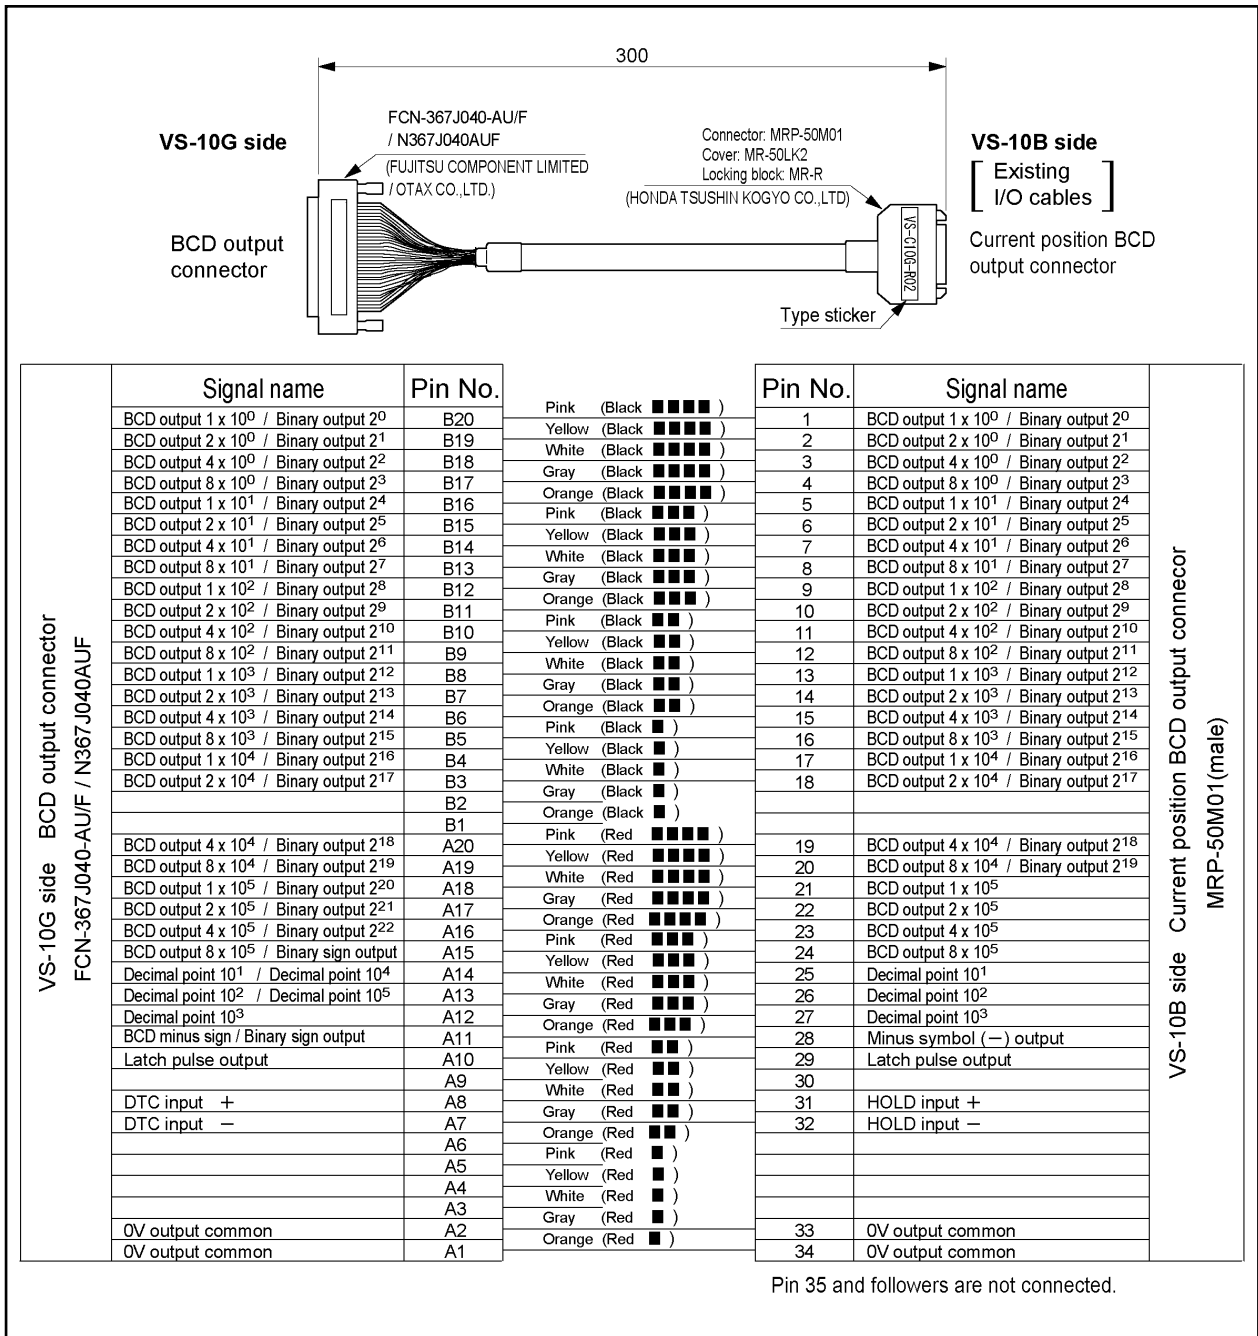 300
FCN-367J040-AU/F
/ N367J040AUF
(FUJITSU COMPONENT LIMITED
/ OTAX CO.,LTD.)
VS-10G side
BCD output
connector
Connector: MRP-50M01
Cover: MR-50LK2
Locking block: MR-R
(HONDA TSUSHIN KOGYO CO.,LTD)
VS-10B side
[ Existing
I/O cables ]
Current position BCD
output connector
VS-C10G-R02
Type sticker
VS-10G side BCD output connector
FCN-367J040-AU/F / N367J040AUF
Signal name Pin No.
BCD output 1 x 10⁰ / Binary output 2⁰ B20
BCD output 2 x 10⁰ / Binary output 2¹ B19
BCD output 4 x 10⁰ / Binary output 2² B18
BCD output 8 x 10⁰ / Binary output 2³ B17
BCD output 1 x 10¹ / Binary output 2⁴ B16
BCD output 2 x 10¹ / Binary output 2⁵ B15
BCD output 4 x 10¹ / Binary output 2⁶ B14
BCD output 8 x 10¹ / Binary output 2⁷ B13
BCD output 1 x 10² / Binary output 2⁸ B12
BCD output 2 x 10² / Binary output 2⁹ B11
BCD output 4 x 10² / Binary output 2¹⁰ B10
BCD output 8 x 10² / Binary output 2¹¹ B9
BCD output 1 x 10³ / Binary output 2¹² B8
BCD output 2 x 10³ / Binary output 2¹³ B7
BCD output 4 x 10³ / Binary output 2¹⁴ B6
BCD output 8 x 10³ / Binary output 2¹⁵ B5
BCD output 1 x 10⁴ / Binary output 2¹⁶ B4
BCD output 2 x 10⁴ / Binary output 2¹⁷ B3
B2
B1
BCD output 4 x 10⁴ / Binary output 2¹⁸ A20
BCD output 8 x 10⁴ / Binary output 2¹⁹ A19
BCD output 1 x 10⁵ / Binary output 2²⁰ A18
BCD output 2 x 10⁵ / Binary output 2²¹ A17
BCD output 4 x 10⁵ / Binary output 2²² A16
BCD output 8 x 10⁵ / Binary sign output A15
Decimal point 10¹ / Decimal point 10⁴ A14
Decimal point 10² / Decimal point 10⁵ A13
Decimal point 10³ A12
BCD minus sign / Binary sign output A11
Latch pulse output A10
A9
DTC input + A8
DTC input − A7
A6
A5
A4
A3
0V output common A2
0V output common A1
Pink (Black ■■■■ )
Yellow (Black ■■■■ )
White (Black ■■■■ )
Gray (Black ■■■■ )
Orange (Black ■■■■ )
Pink (Black ■■■ )
Yellow (Black ■■■ )
White (Black ■■■ )
Gray (Black ■■■ )
Orange (Black ■■■ )
Pink (Black ■■ )
Yellow (Black ■■ )
White (Black ■■ )
Gray (Black ■■ )
Orange (Black ■■ )
Pink (Black ■ )
Yellow (Black ■ )
White (Black ■ )
Gray (Black ■ )
Orange (Black ■ )
Pink (Red ■■■■ )
Yellow (Red ■■■■ )
White (Red ■■■■ )
Gray (Red ■■■■ )
Orange (Red ■■■■ )
Pink (Red ■■■ )
Yellow (Red ■■■ )
White (Red ■■■ )
Gray (Red ■■■ )
Orange (Red ■■■ )
Pink (Red ■■ )
Yellow (Red ■■ )
White (Red ■■ )
Gray (Red ■■ )
Orange (Red ■■ )
Pink (Red ■ )
Yellow (Red ■ )
White (Red ■ )
Gray (Red ■ )
Orange (Red ■ )
Pin No. Signal name
1 BCD output 1 x 10⁰ / Binary output 2⁰
2 BCD output 2 x 10⁰ / Binary output 2¹
3 BCD output 4 x 10⁰ / Binary output 2²
4 BCD output 8 x 10⁰ / Binary output 2³
5 BCD output 1 x 10¹ / Binary output 2⁴
6 BCD output 2 x 10¹ / Binary output 2⁵
7 BCD output 4 x 10¹ / Binary output 2⁶
8 BCD output 8 x 10¹ / Binary output 2⁷
9 BCD output 1 x 10² / Binary output 2⁸
10 BCD output 2 x 10² / Binary output 2⁹
11 BCD output 4 x 10² / Binary output 2¹⁰
12 BCD output 8 x 10² / Binary output 2¹¹
13 BCD output 1 x 10³ / Binary output 2¹²
14 BCD output 2 x 10³ / Binary output 2¹³
15 BCD output 4 x 10³ / Binary output 2¹⁴
16 BCD output 8 x 10³ / Binary output 2¹⁵
17 BCD output 1 x 10⁴ / Binary output 2¹⁶
18 BCD output 2 x 10⁴ / Binary output 2¹⁷
19 BCD output 4 x 10⁴ / Binary output 2¹⁸
20 BCD output 8 x 10⁴ / Binary output 2¹⁹
21 BCD output 1 x 10⁵
22 BCD output 2 x 10⁵
23 BCD output 4 x 10⁵
24 BCD output 8 x 10⁵
25 Decimal point 10¹
26 Decimal point 10²
27 Decimal point 10³
28 Minus symbol (−) output
29 Latch pulse output
30
31 HOLD input +
32 HOLD input −
33 0V output common
34 0V output common
VS-10B side Current position BCD output connecor
MRP-50M01(male)
Pin 35 and followers are not connected.